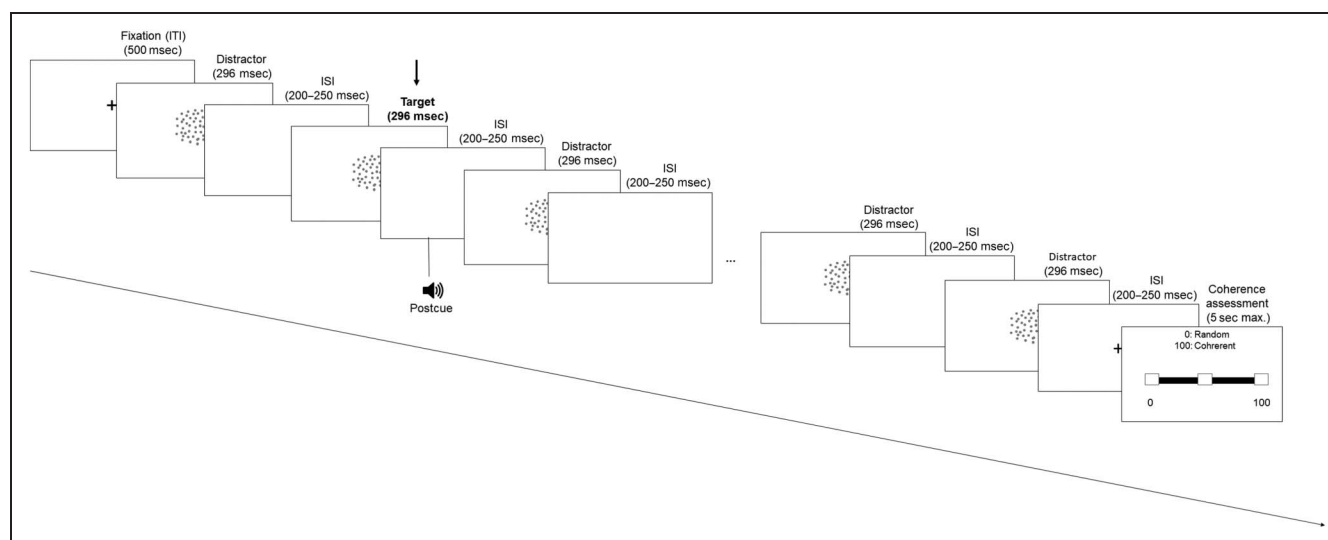 Fixation (ITI)
(500 msec)
Distractor
(296 msec)
ISI
(200–250 msec)
Target
(296 msec)
ISI
(200–250 msec)
Distractor
(296 msec)
ISI
(200–250 msec)
Postcue
...
Distractor
(296 msec)
ISI
(200–250 msec)
Distractor
(296 msec)
ISI
(200–250 msec)
Coherence
assessment
(5 sec max.)
0: Random
100: Cohrerent
0 100